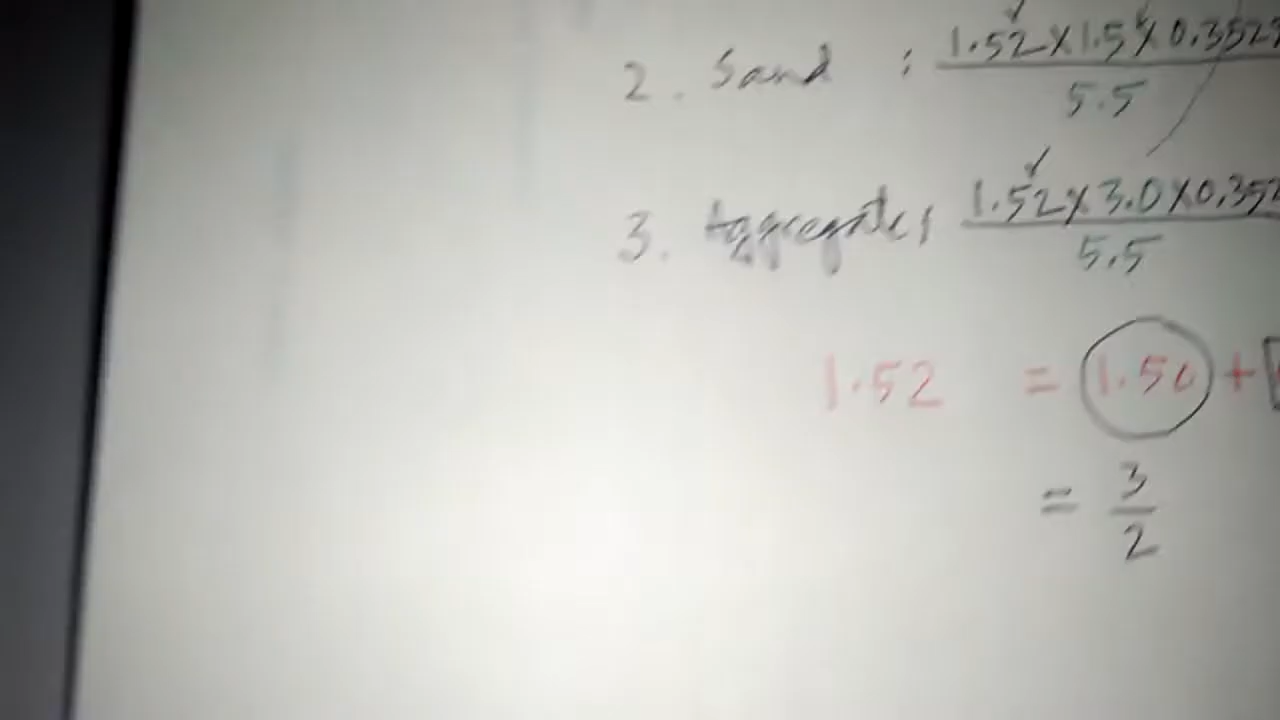 2. Sand : 1.52 x 1.5 x 0.352
5.5
3. Aggregates; 1.52 x 3.0 x 0.352
5.5
1.52 = 1.50 +
= 3
2